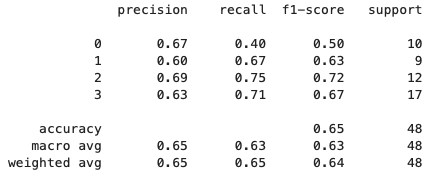 precision recall f1-score support
0 0.67 0.40 0.50 10
1 0.60 0.67 0.63 9
2 0.69 0.75 0.72 12
3 0.63 0.71 0.67 17
accuracy 0.65 48
macro avg 0.65 0.63 0.63 48
weighted avg 0.65 0.65 0.64 48